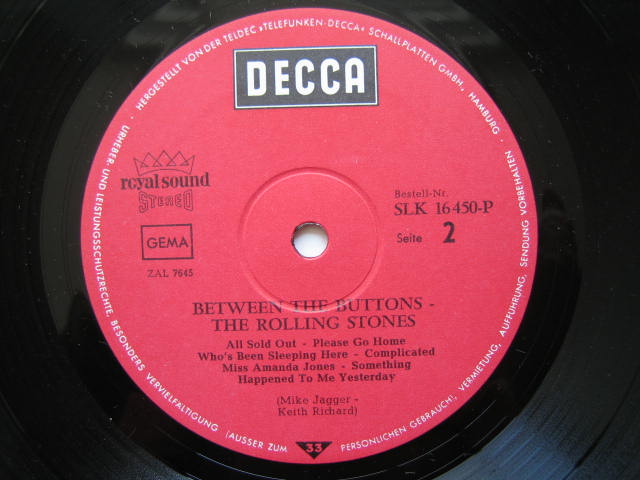 · HERGESTELLT VON DER TELDEC »TELEFUNKEN-DECCA« SCHALLPLATTEN GMBH., HAMBURG ·
URHEBER- UND LEISTUNGSSCHUTZRECHTE, BESONDERS VERVIELFÄLTIGUNG (AUSSER ZUM PERSÖNLICHEN GEBRAUCH), VERMIETUNG, AUFFÜHRUNG, SENDUNG VORBEHALTEN ·
DECCA
royal sound
STEREO
GEMA
ZAL 7645
Bestell-Nr.
SLK 16 450-P
Seite 2
BETWEEN THE BUTTONS -
THE ROLLING STONES
All Sold Out - Please Go Home
Who's Been Sleeping Here - Complicated
Miss Amanda Jones - Something
Happened To Me Yesterday
(Mike Jagger -
Keith Richard)
33